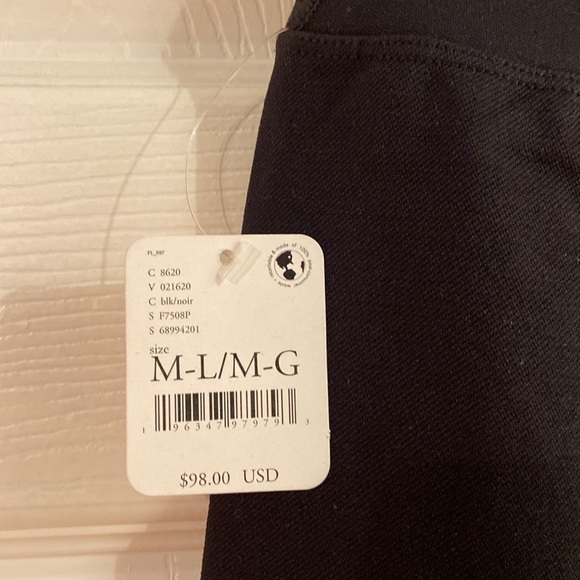 FL_097
C 8620
V 021620
C blk/noir
S F7508P
S 68994201
size
M-L/M-G
1 96347 97979 3
$98.00 USD